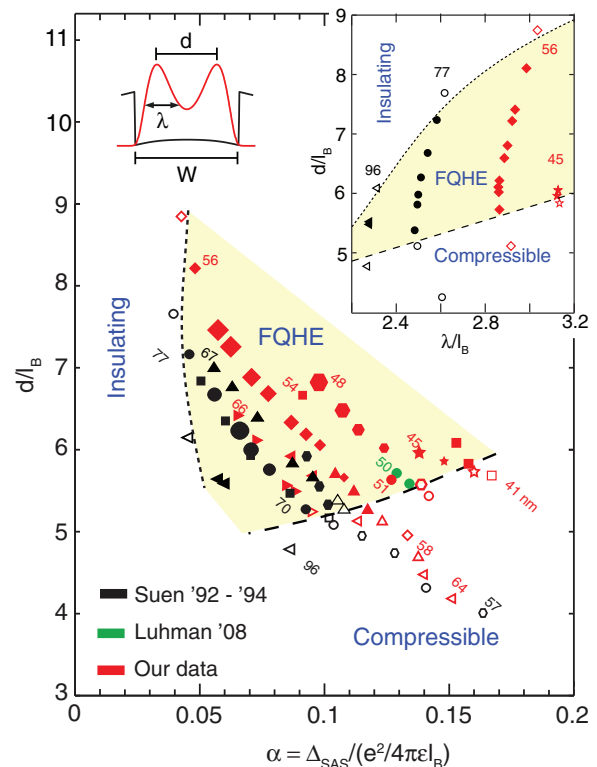 d
λ
W
9
8
7
6
5
d/l_B
2.4
2.8
3.2
λ/l_B
Insulating
77
56
96
FQHE
45
Compressible
11
10
9
8
7
6
5
4
3
d/l_B
0
0.05
0.1
0.15
0.2
α = Δ_SAS/(e²/4πεl_B)
Insulating
56
FQHE
77
67
66
54
48
45
50
51
41 nm
70
96
58
64
57
Compressible
Suen '92 - '94
Luhman '08
Our data